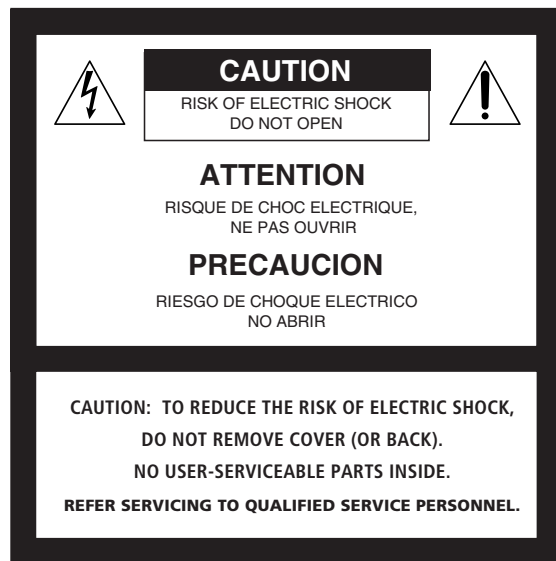 CAUTION
RISK OF ELECTRIC SHOCK
DO NOT OPEN
ATTENTION
RISQUE DE CHOC ELECTRIQUE,
NE PAS OUVRIR
PRECAUCION
RIESGO DE CHOQUE ELECTRICO
NO ABRIR
CAUTION: TO REDUCE THE RISK OF ELECTRIC SHOCK,
DO NOT REMOVE COVER (OR BACK).
NO USER-SERVICEABLE PARTS INSIDE.
REFER SERVICING TO QUALIFIED SERVICE PERSONNEL.